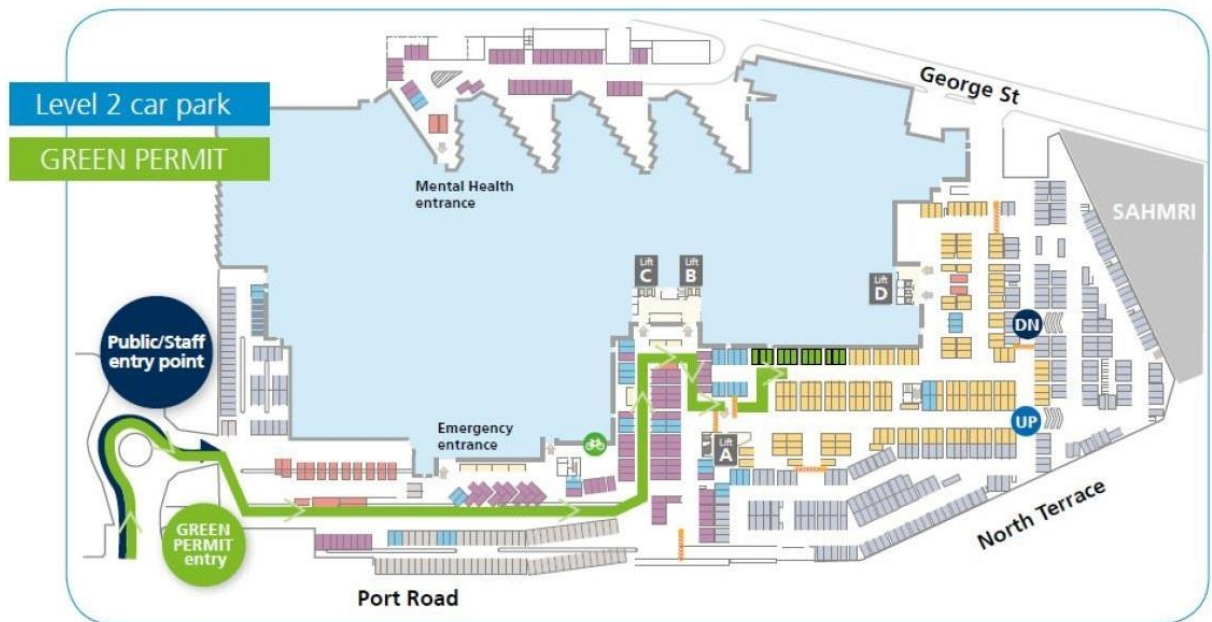 Level 2 car park
GREEN PERMIT
George St
SAHMRI
Mental Health
entrance
Lift
C
Lift
B
Lift
D
DN
Public/Staff
entry point
Emergency
entrance
Lift
A
UP
GREEN
PERMIT
entry
North Terrace
Port Road